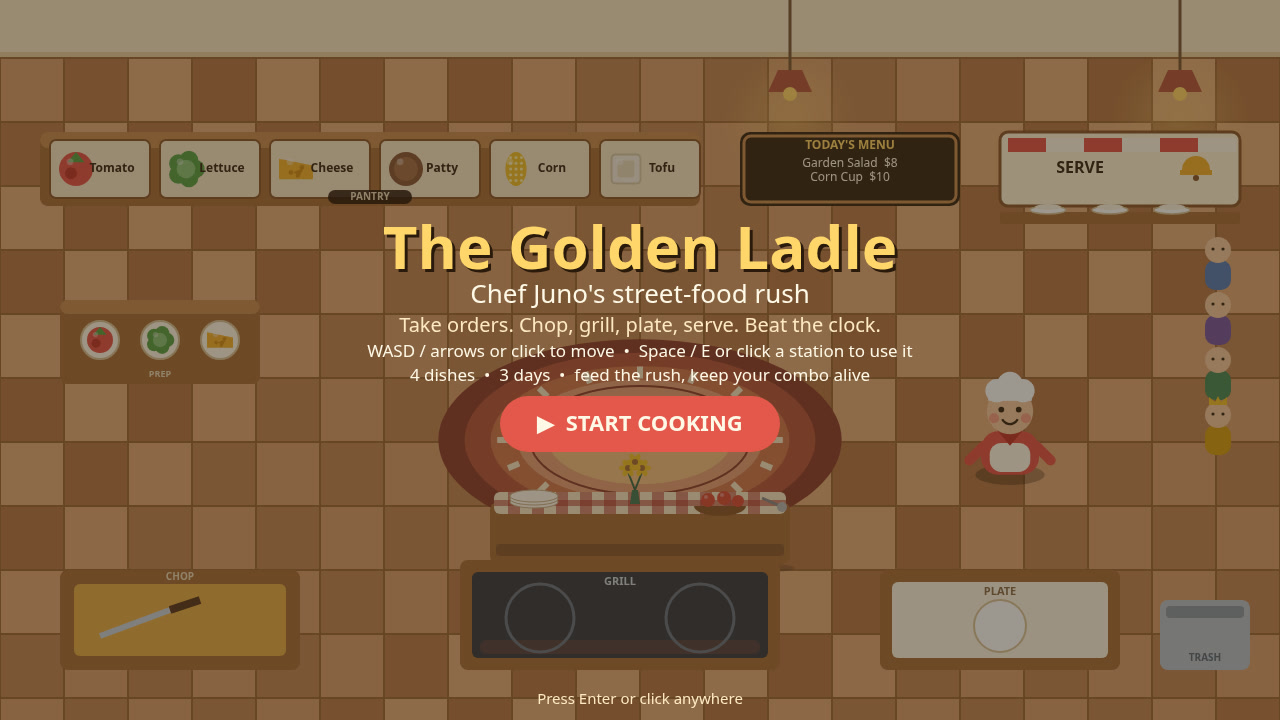 Tomato
Lettuce
Cheese
Patty
Corn
Tofu
PANTRY
TODAY'S MENU
Garden Salad $8
Corn Cup $10
SERVE
The Golden Ladle
Chef Juno's street-food rush
Take orders. Chop, grill, plate, serve. Beat the clock.
WASD / arrows or click to move • Space / E or click a station to use it
4 dishes • 3 days • feed the rush, keep your combo alive
▶ START COOKING
PREP
CHOP
GRILL
PLATE
TRASH
Press Enter or click anywhere